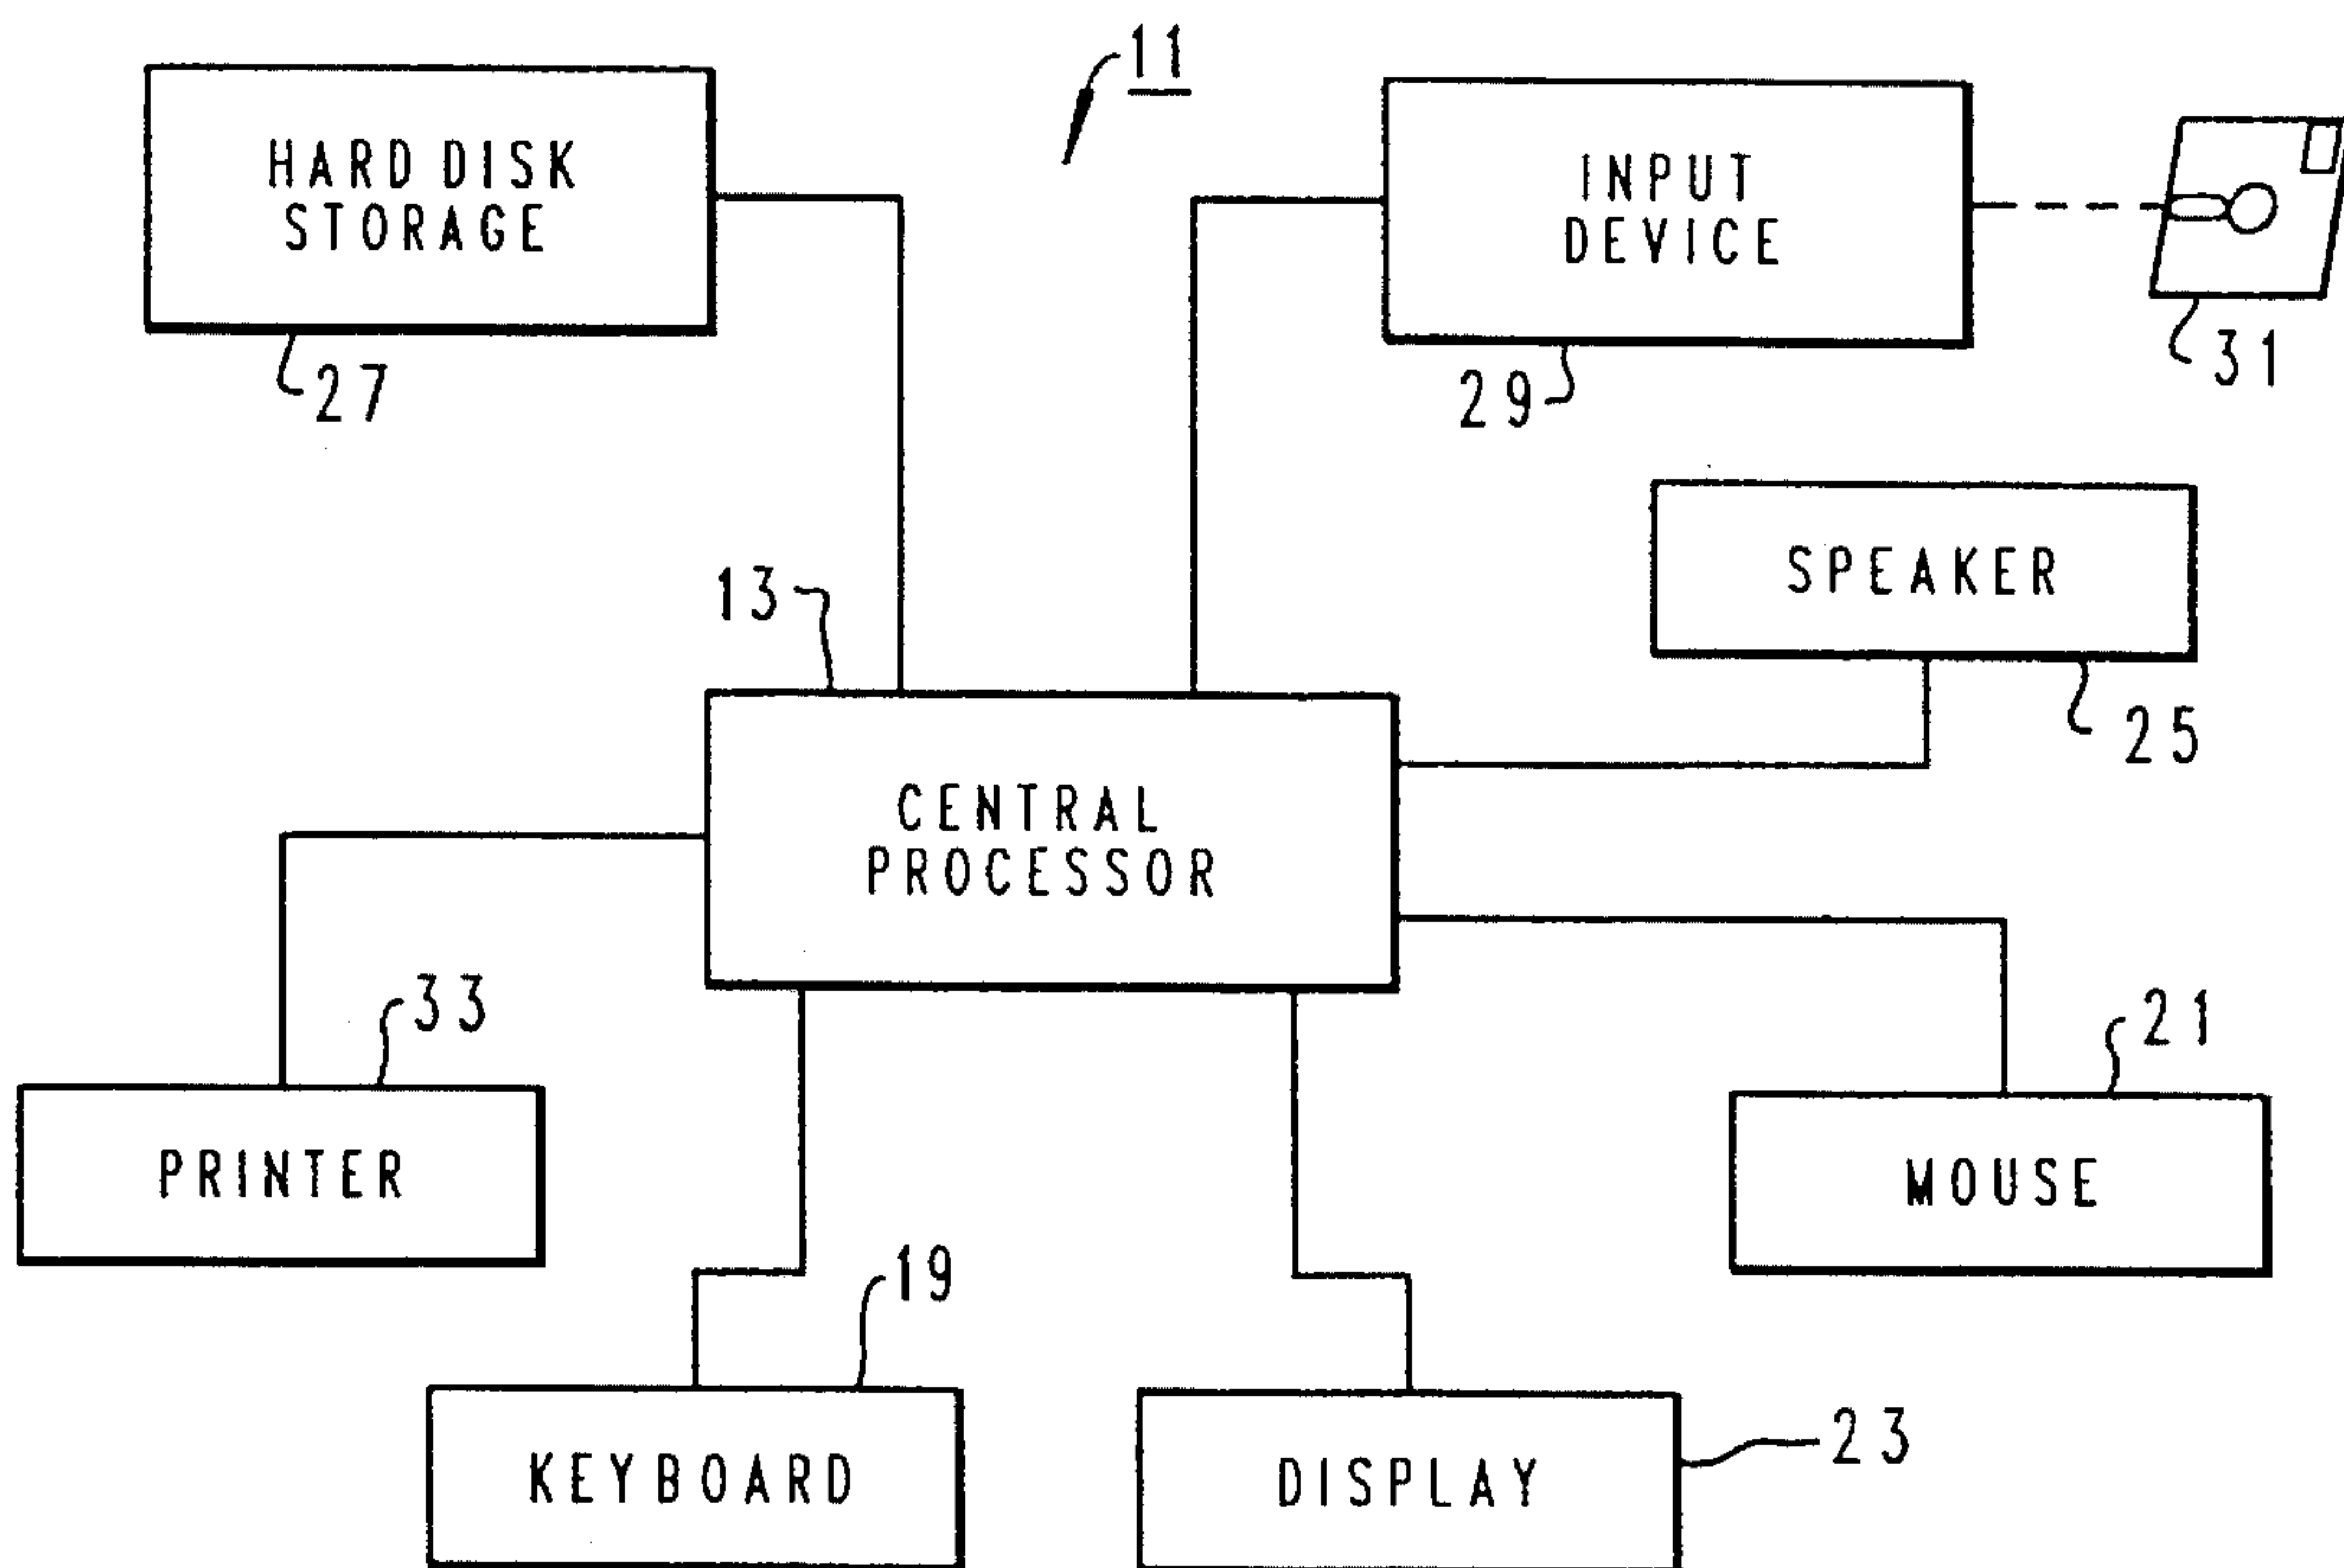 11
HARD DISK
STORAGE
27
INPUT
DEVICE
29
31
SPEAKER
25
13
CENTRAL
PROCESSOR
33
PRINTER
21
MOUSE
19
KEYBOARD
DISPLAY
23